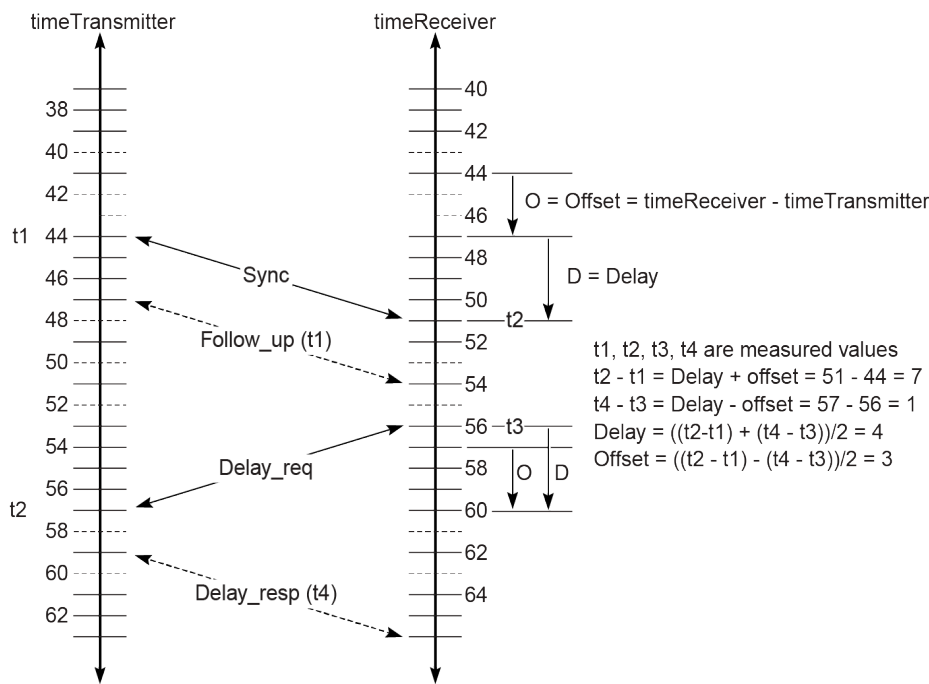 timeTransmitter
timeReceiver
38
40
42
t1
44
46
48
50
52
54
56
t2
58
60
62
Sync
Follow_up (t1)
Delay_req
Delay_resp (t4)
40
42
44
46
48
50
t2
52
54
56
t3
58
60
62
64
O = Offset = timeReceiver - timeTransmitter
D = Delay
O
D
t1, t2, t3, t4 are measured values
t2 - t1 = Delay + offset = 51 - 44 = 7
t4 - t3 = Delay - offset = 57 - 56 = 1
Delay = ((t2-t1) + (t4 - t3))/2 = 4
Offset = ((t2 - t1) - (t4 - t3))/2 = 3